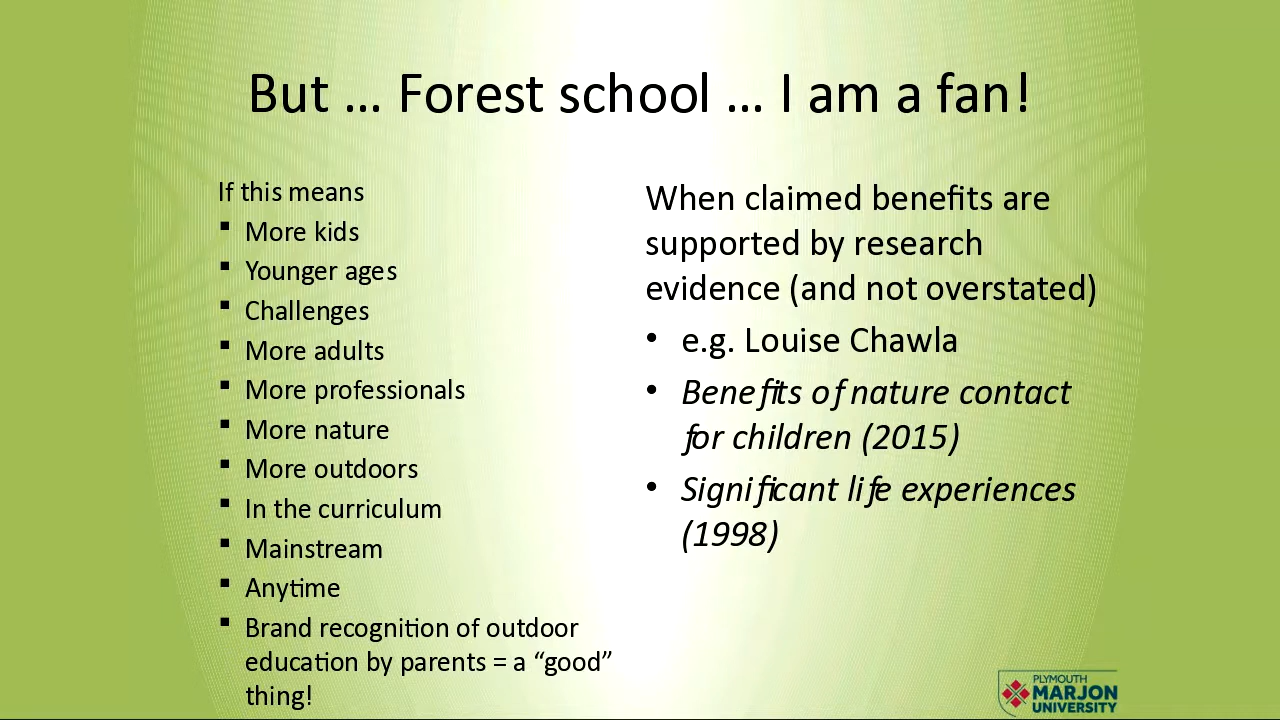 But … Forest school … I am a fan!
If this means
▪ More kids
▪ Younger ages
▪ Challenges
▪ More adults
▪ More professionals
▪ More nature
▪ More outdoors
▪ In the curriculum
▪ Mainstream
▪ Anytime
▪ Brand recognition of outdoor
education by parents = a “good”
thing!
When claimed benefits are
supported by research
evidence (and not overstated)
• e.g. Louise Chawla
• Benefits of nature contact
for children (2015)
• Significant life experiences
(1998)
PLYMOUTH
MARJON
UNIVERSITY